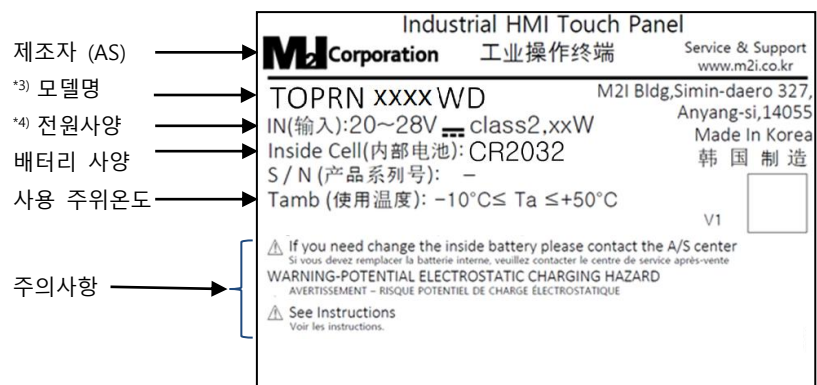 Industrial HMI Touch Panel
제조자 (AS)
M2I Corporation 工业操作终端 Service & Support
www.m2i.co.kr
*3) 모델명
TOPRN XXXX WD M2I Bldg,Simin-daero 327,
Anyang-si,14055
*4) 전원사양
IN(输入):20~28V ⎓ class2,xxW
Made In Korea
배터리 사양
Inside Cell(内部电池): CR2032
韩 国 制 造
S / N (产品系列号): –
사용 주위온도
Tamb (使用温度): –10°C≤ Ta ≤+50°C
V1
주의사항
⚠ If you need change the inside battery please contact the A/S center
Si vous devez remplacer la batterie interne, veuillez contacter le centre de service après-vente
WARNING-POTENTIAL ELECTROSTATIC CHARGING HAZARD
AVERTISSEMENT – RISQUE POTENTIEL DE CHARGE ÉLECTROSTATIQUE
⚠ See Instructions
Voir les instructions.